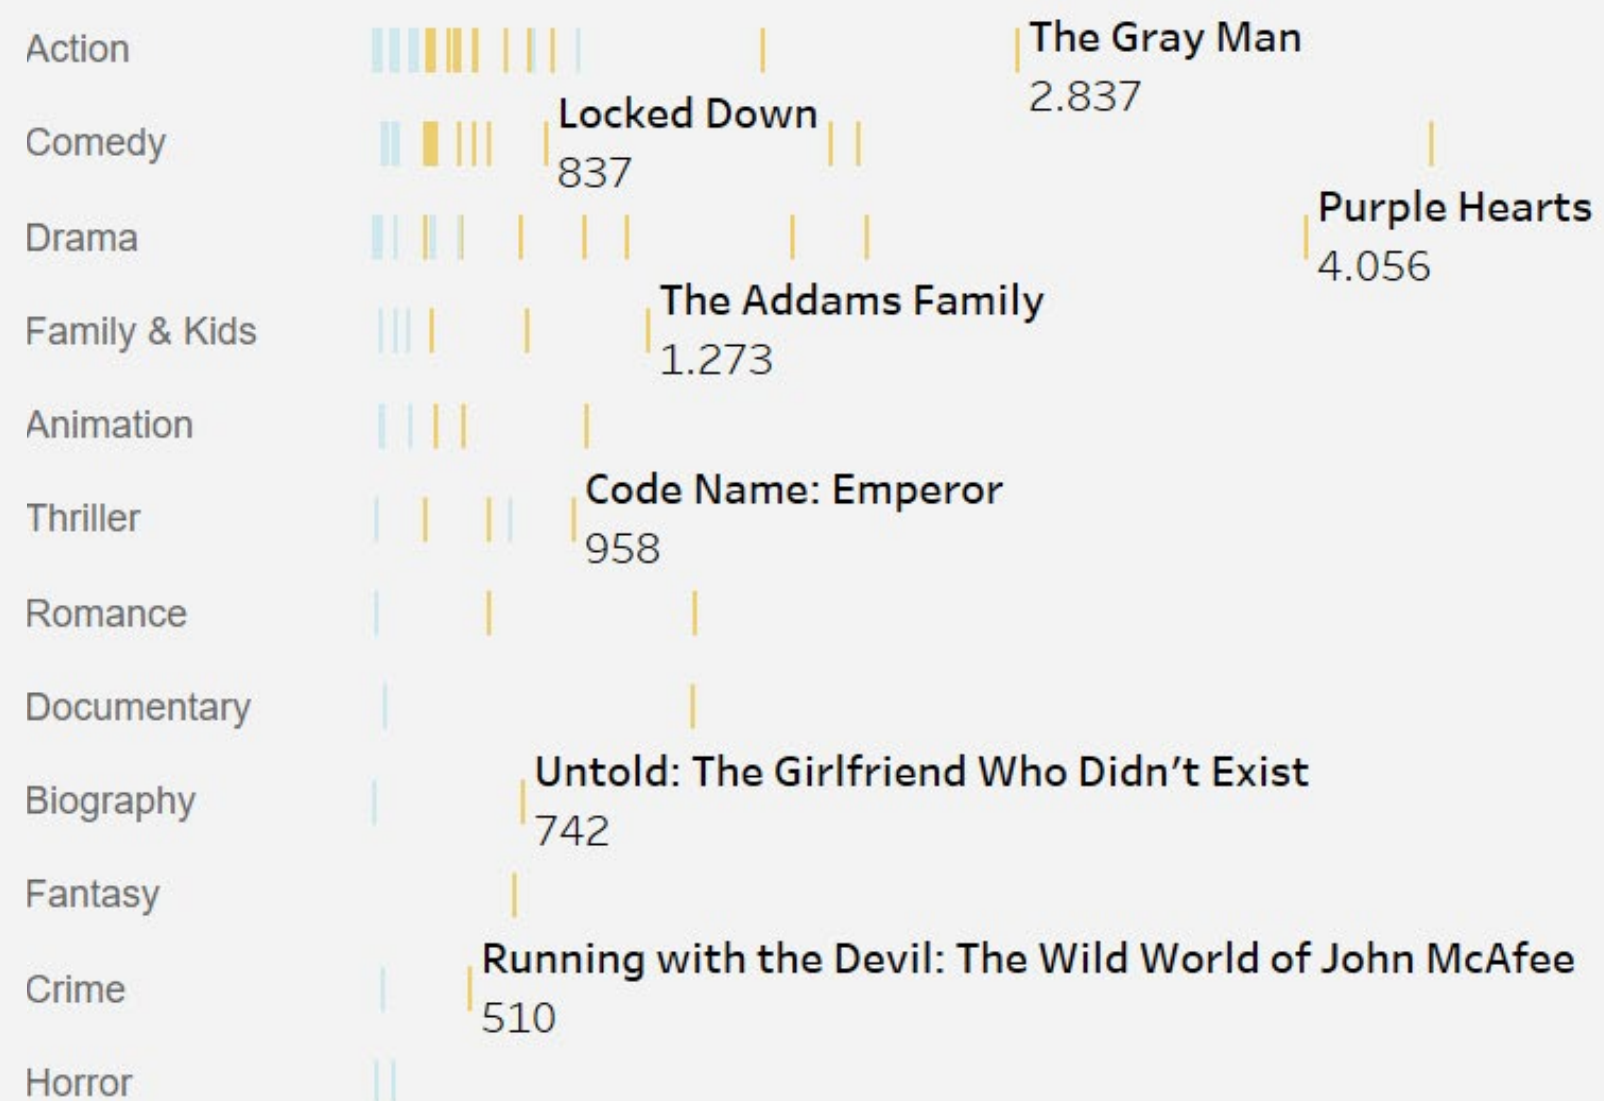 Action
The Gray Man
2.837
Locked Down
Comedy
837
Purple Hearts
Drama
4.056
The Addams Family
Family & Kids
1.273
Animation
Code Name: Emperor
Thriller
958
Romance
Documentary
Untold: The Girlfriend Who Didn’t Exist
Biography
742
Fantasy
Running with the Devil: The Wild World of John McAfee
Crime
510
Horror